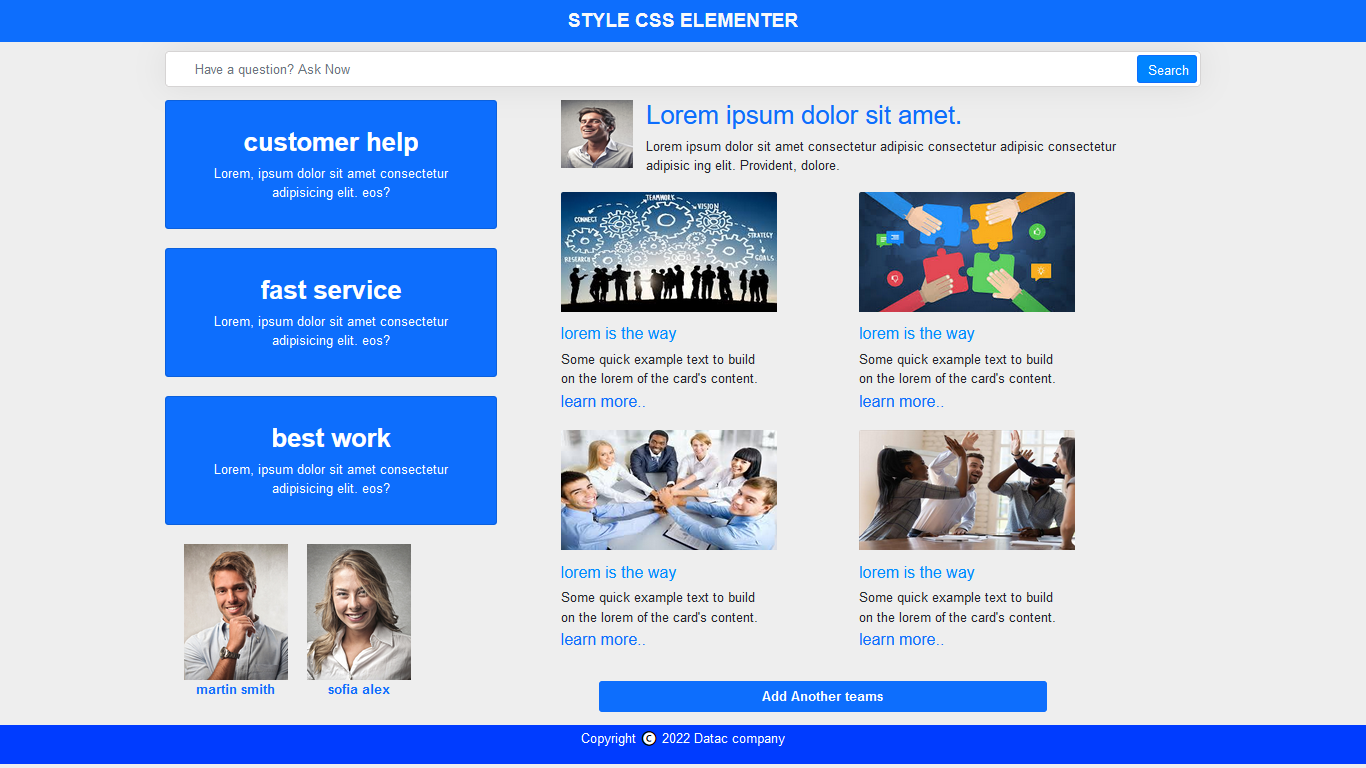 STYLE CSS ELEMENTER
Have a question? Ask Now
Search
customer help
Lorem, ipsum dolor sit amet consectetur
adipisicing elit. eos?
fast service
Lorem, ipsum dolor sit amet consectetur
adipisicing elit. eos?
best work
Lorem, ipsum dolor sit amet consectetur
adipisicing elit. eos?
martin smith
sofia alex
Lorem ipsum dolor sit amet.
Lorem ipsum dolor sit amet consectetur adipisic consectetur adipisic consectetur
adipisic ing elit. Provident, dolore.
TEAMWORK
CONNECT
VISION
STRATEGY
RESEARCH
GOALS
lorem is the way
Some quick example text to build
on the lorem of the card's content.
learn more..
lorem is the way
Some quick example text to build
on the lorem of the card's content.
learn more..
lorem is the way
Some quick example text to build
on the lorem of the card's content.
learn more..
lorem is the way
Some quick example text to build
on the lorem of the card's content.
learn more..
Add Another teams
Copyright © 2022 Datac company